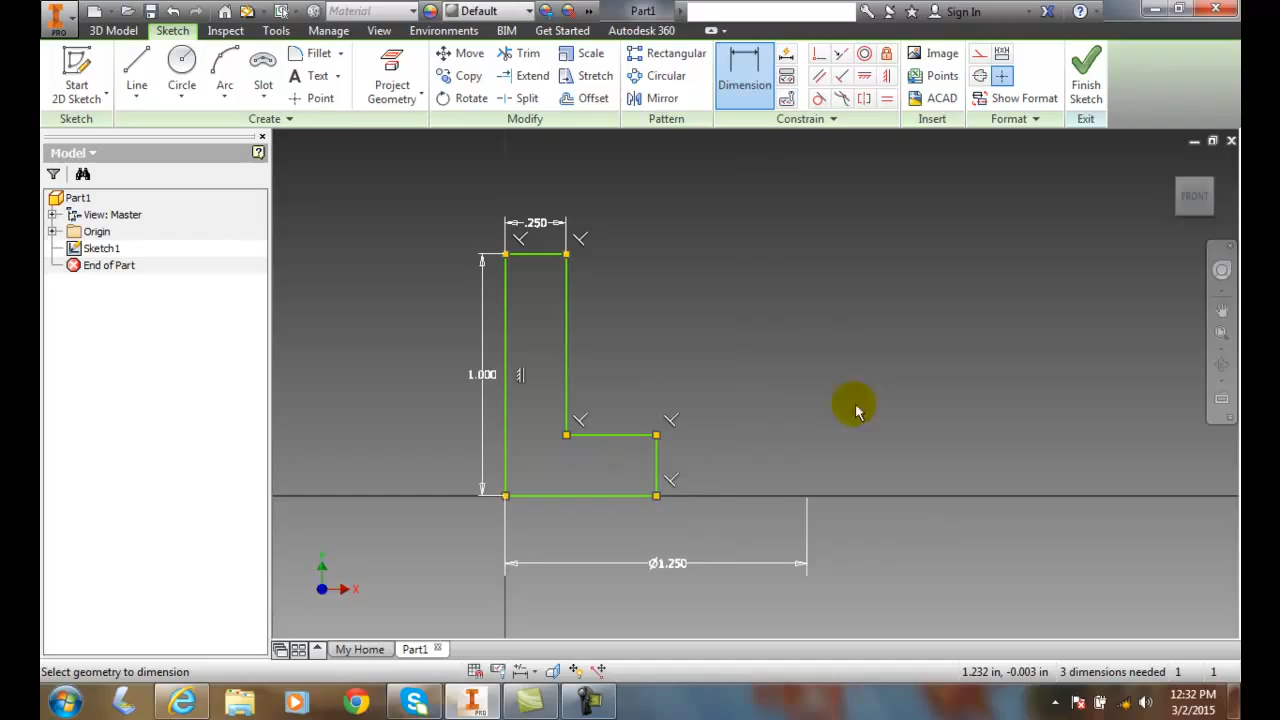 Material
Default
Part1
Sign In
PRO
3D Model Sketch Inspect Tools Manage View Environments BIM Get Started Autodesk 360
Start
2D Sketch
Line
Circle
Arc
Slot
Fillet
Text
Point
Project
Geometry
Move
Copy
Rotate
Trim
Extend
Split
Scale
Stretch
Offset
Rectangular
Circular
Mirror
Dimension
Image
Points
ACAD
Show Format
Finish
Sketch
Sketch Create Modify Pattern Constrain Insert Format Exit
Model
Part1
View: Master
Origin
Sketch1
End of Part
FRONT
.250
1.000
Ø1.250
X
My Home Part1
Select geometry to dimension
1.232 in, -0.003 in 3 dimensions needed 1 1
PRO
12:32 PM
3/2/2015